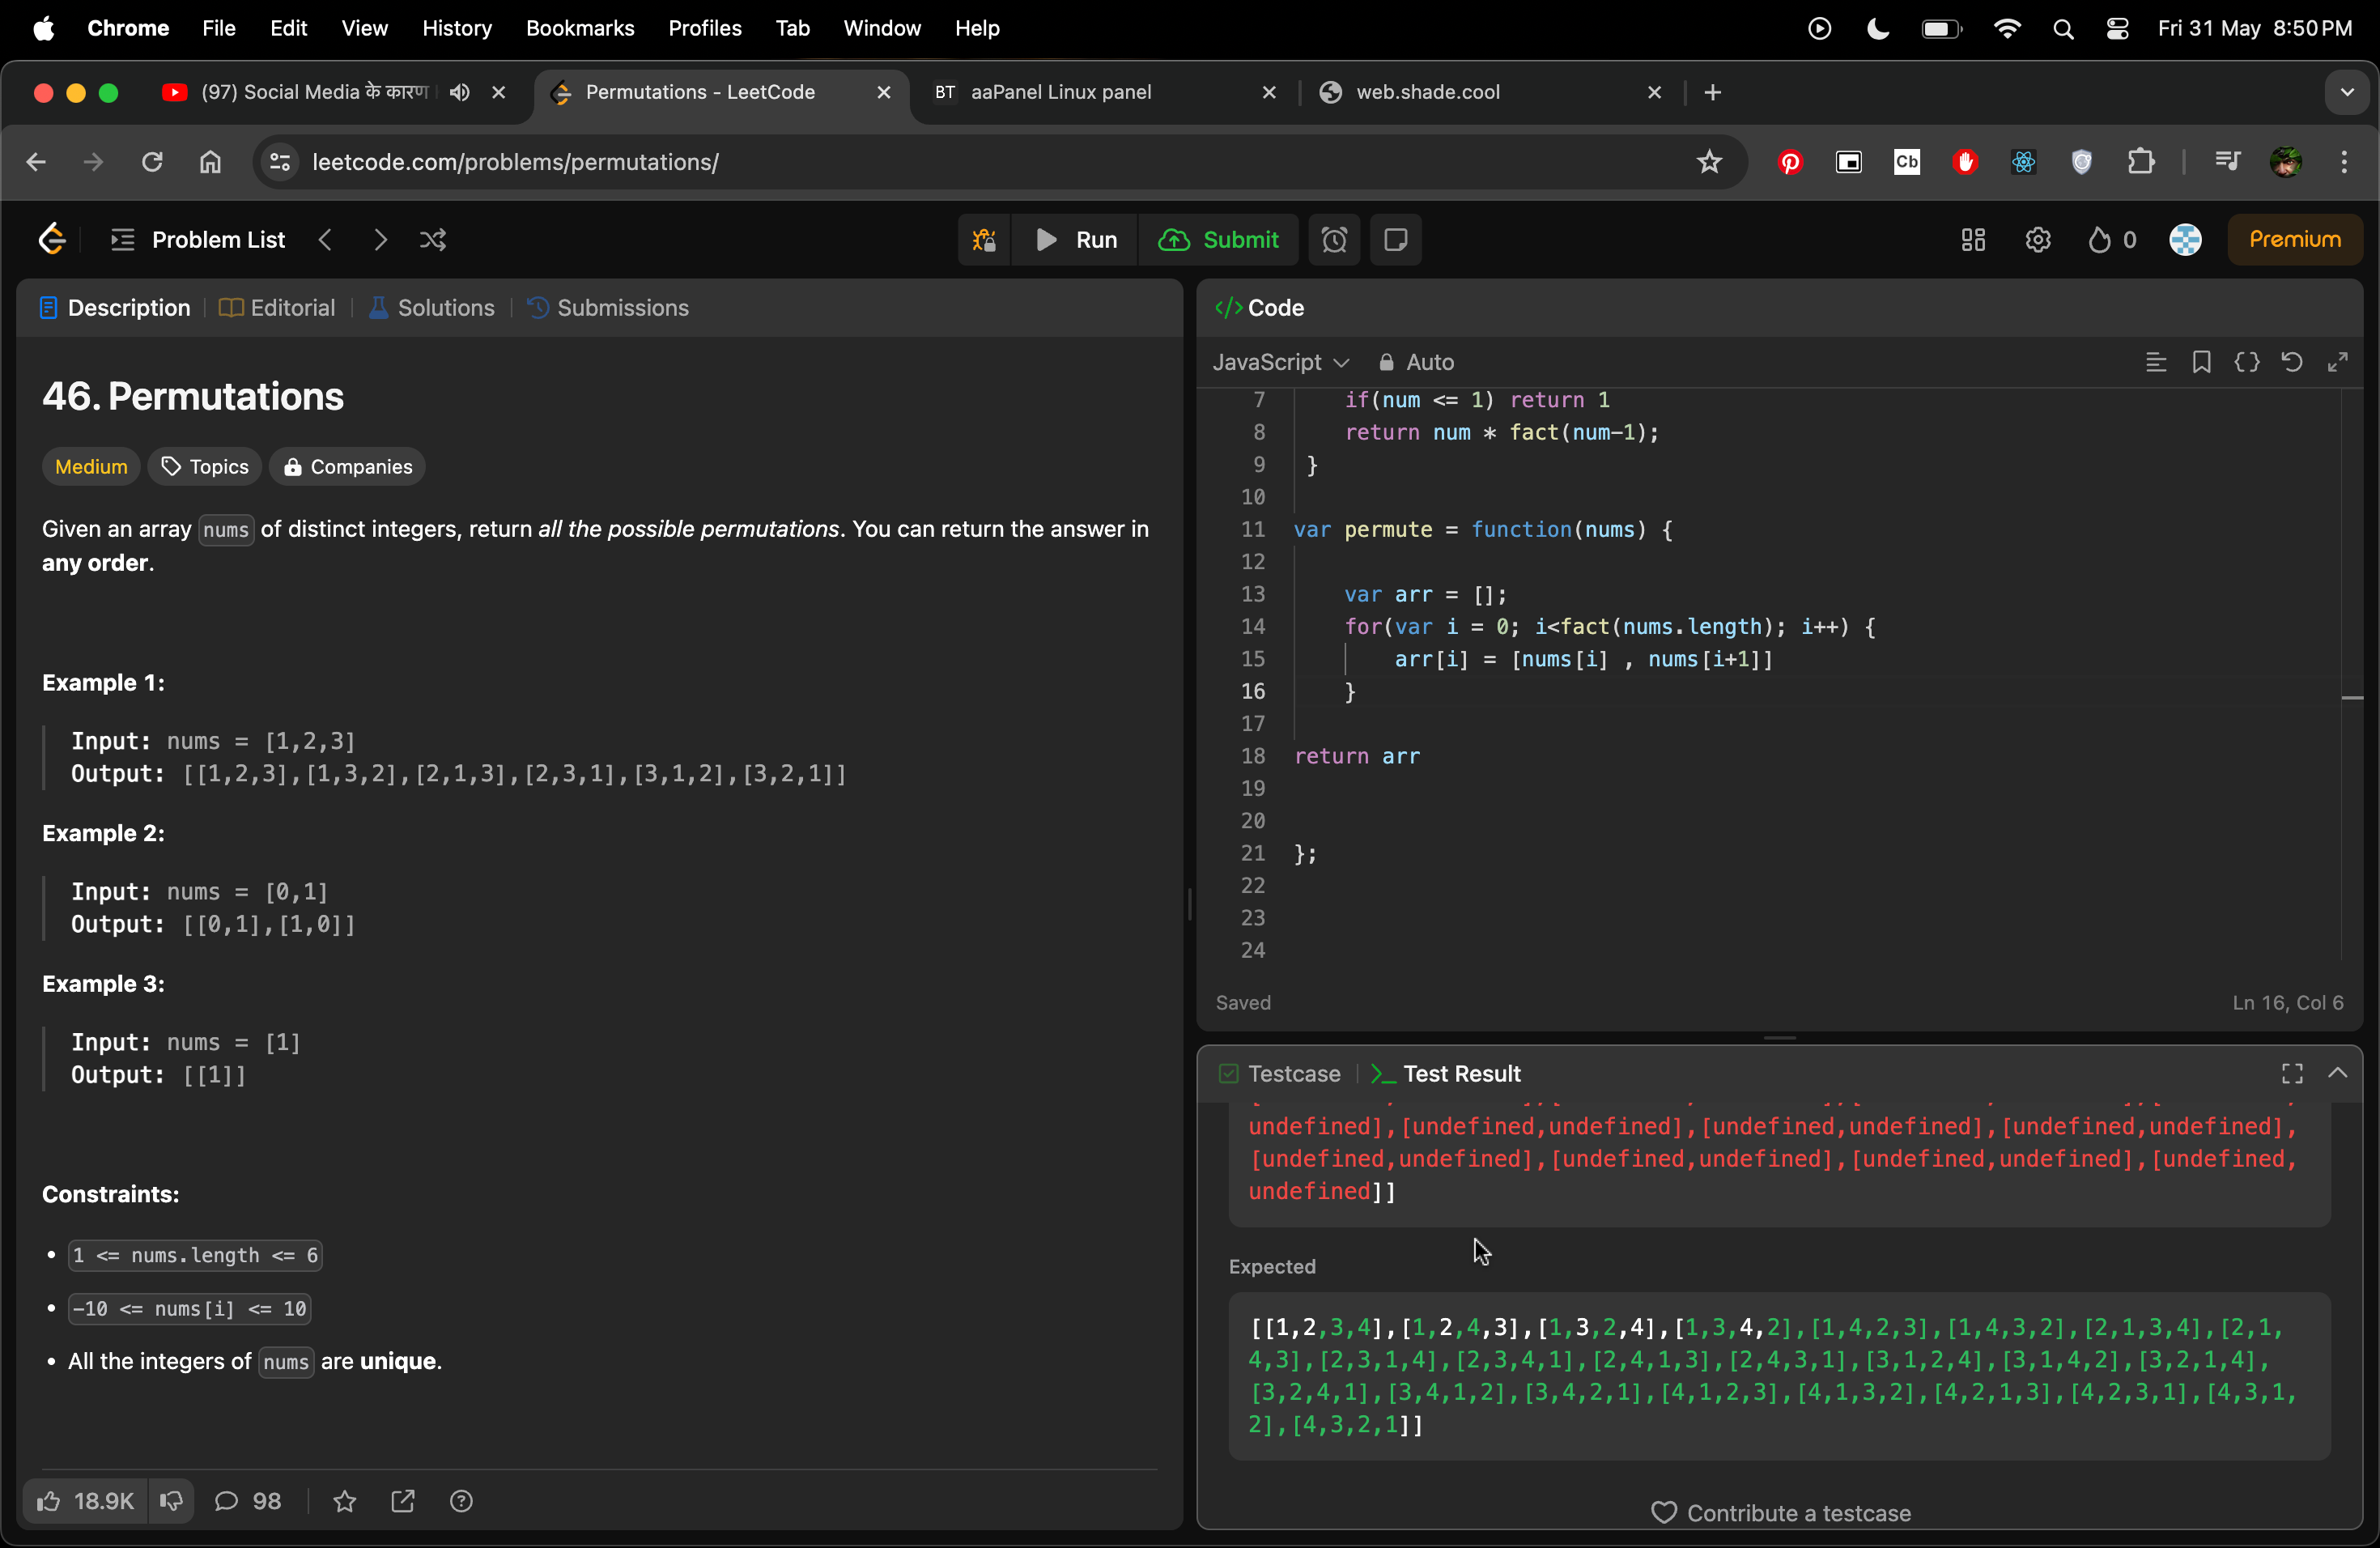 Chrome File Edit View History Bookmarks Profiles Tab Window Help Fri 31 May 8:50 PM
(97) Social Media के कारण
Permutations - LeetCode
BT aaPanel Linux panel
web.shade.cool
leetcode.com/problems/permutations/
Cb
Problem List
Run
Submit
0
Premium
Description
Editorial
Solutions
Submissions
46. Permutations
Medium
Topics
Companies
Given an array nums of distinct integers, return all the possible permutations. You can return the answer in
any order.
Example 1:
Input: nums = [1,2,3]
Output: [[1,2,3],[1,3,2],[2,1,3],[2,3,1],[3,1,2],[3,2,1]]
Example 2:
Input: nums = [0,1]
Output: [[0,1],[1,0]]
Example 3:
Input: nums = [1]
Output: [[1]]
Constraints:
• 1 <= nums.length <= 6
• -10 <= nums[i] <= 10
• All the integers of nums are unique.
18.9K
98
</> Code
JavaScript
Auto
7 if(num <= 1) return 1
8 return num * fact(num-1);
9 }
10
11 var permute = function(nums) {
12
13 var arr = [];
14 for(var i = 0; i<fact(nums.length); i++) {
15 arr[i] = [nums[i] , nums[i+1]]
16 }
17
18 return arr
19
20
21 };
22
23
24
Saved
Ln 16, Col 6
Testcase
>_ Test Result
undefined],[undefined,undefined],[undefined,undefined],[undefined,undefined],
[undefined,undefined],[undefined,undefined],[undefined,undefined],[undefined,
undefined]]
Expected
[[1,2,3,4],[1,2,4,3],[1,3,2,4],[1,3,4,2],[1,4,2,3],[1,4,3,2],[2,1,3,4],[2,1,
4,3],[2,3,1,4],[2,3,4,1],[2,4,1,3],[2,4,3,1],[3,1,2,4],[3,1,4,2],[3,2,1,4],
[3,2,4,1],[3,4,1,2],[3,4,2,1],[4,1,2,3],[4,1,3,2],[4,2,1,3],[4,2,3,1],[4,3,1,
2],[4,3,2,1]]
Contribute a testcase